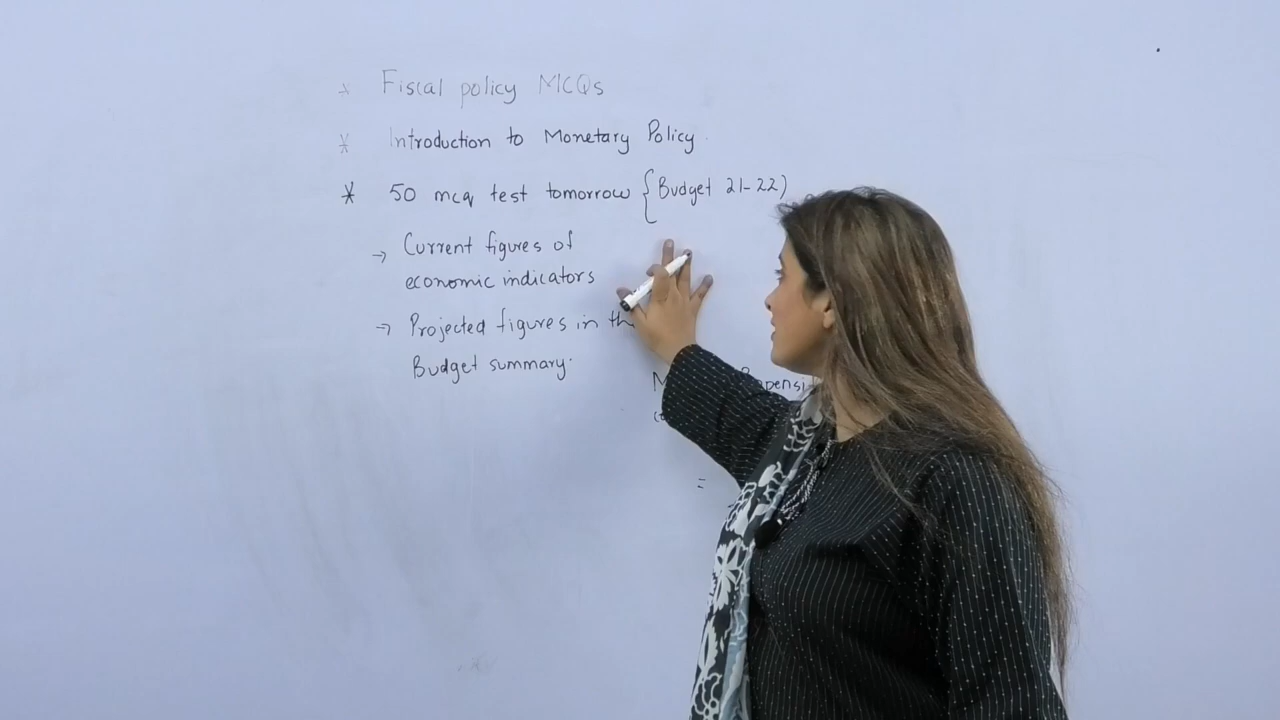 * Fiscal policy MCQs
* Introduction to Monetary Policy.
* 50 mcq test tomorrow {Budget 21-22)
→ Current figures of
economic indicators
→ Projected figures in
Budget summary.
=